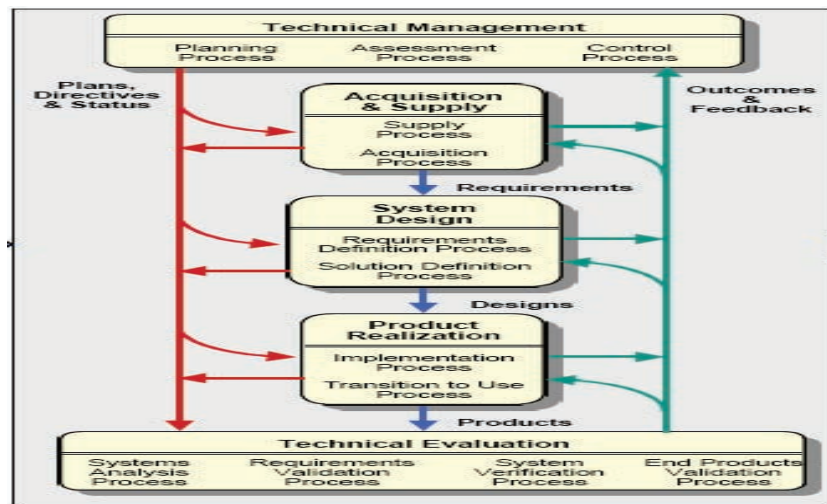 Technical Management
Planning Process
Assessment Process
Control Process
Plans,
Directives
& Status
Outcomes
&
Feedback
Acquisition
& Supply
Supply
Process
Acquisition
Process
Requirements
System
Design
Requirements
Definition Process
Solution Definition
Process
Designs
Product
Realization
Implementation
Process
Transition to Use
Process
Products
Technical Evaluation
Systems
Analysis
Process
Requirements
Validation
Process
System
Verification
Process
End Products
Validation
Process